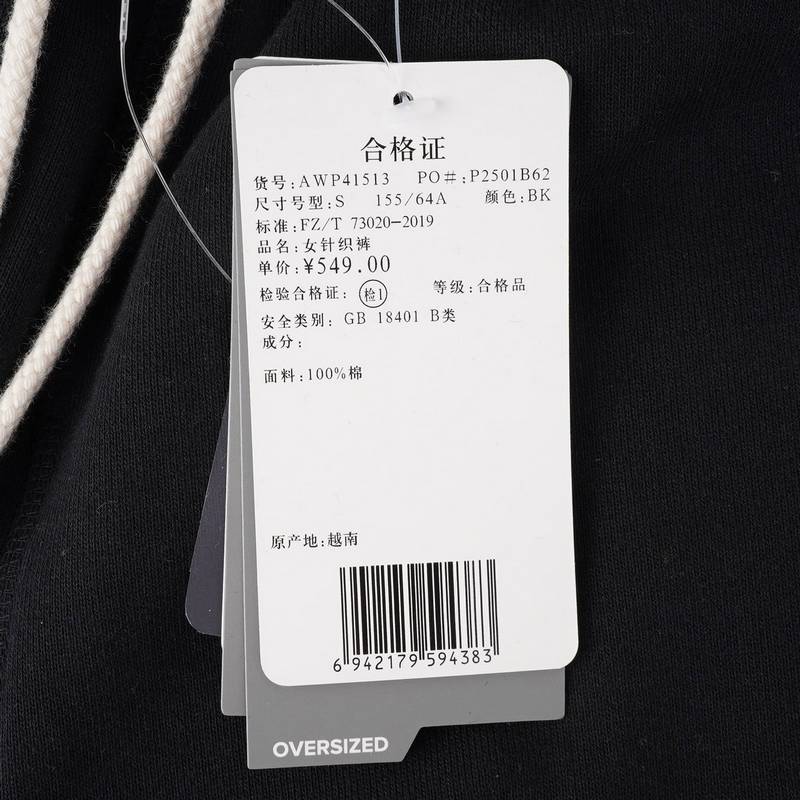 合格证
货号:AWP41513 PO#:P2501B62
尺寸号型:S 155/64A 颜色:BK
标准:FZ/T 73020-2019
品名:女针织裤
单价:¥549.00
检验合格证: 检1 等级:合格品
安全类别: GB 18401 B类
成分:
面料:100%棉
原产地:越南
6 942179 594383
OVERSIZED